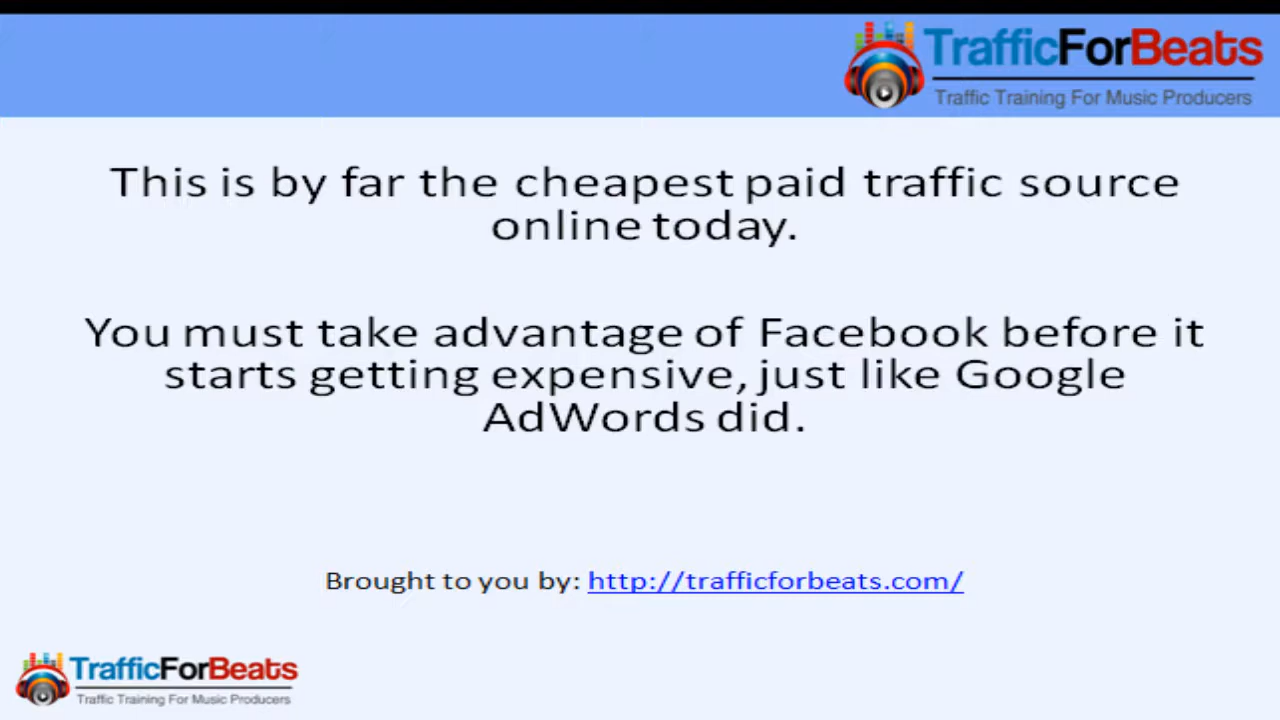 TrafficForBeats
Traffic Training For Music Producers
This is by far the cheapest paid traffic source
online today.
You must take advantage of Facebook before it
starts getting expensive, just like Google
AdWords did.
Brought to you by: http://trafficforbeats.com/
TrafficForBeats
Traffic Training For Music Producers